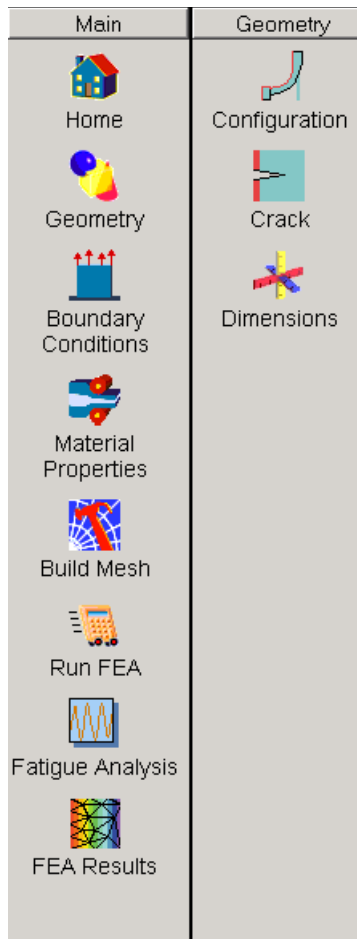 Main
Home
Geometry
Boundary
Conditions
Material
Properties
Build Mesh
Run FEA
Fatigue Analysis
FEA Results
Geometry
Configuration
Crack
Dimensions